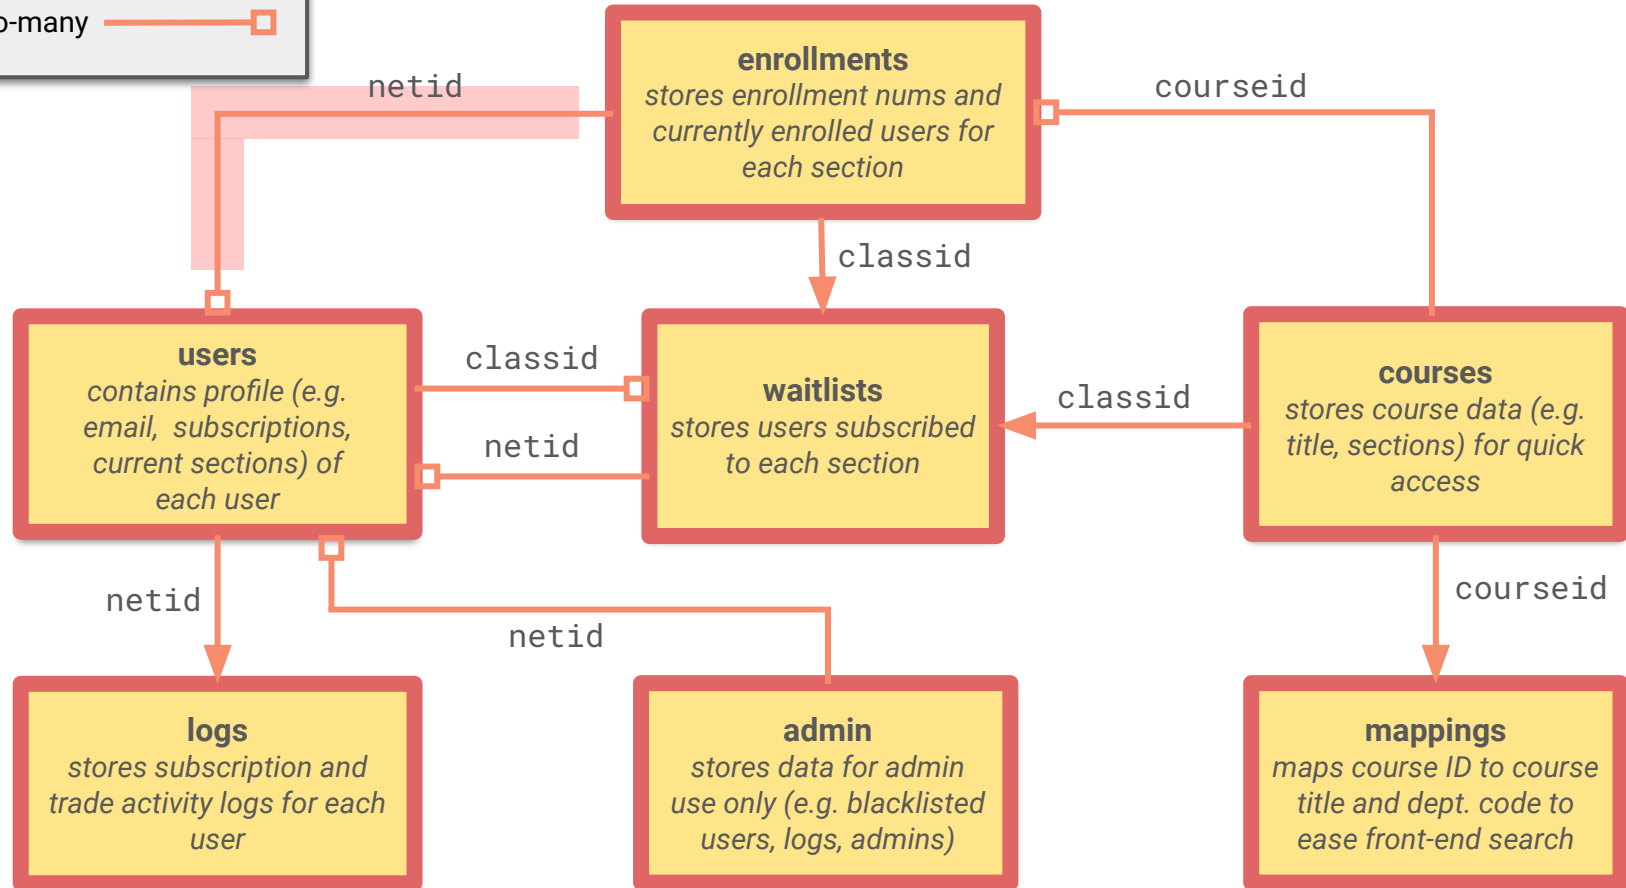 o-many
netid
enrollments
stores enrollment nums and
currently enrolled users for
each section
courseid
classid
users
contains profile (e.g.
email, subscriptions,
current sections) of
each user
classid
netid
waitlists
stores users subscribed
to each section
classid
courses
stores course data (e.g.
title, sections) for quick
access
netid
netid
courseid
logs
stores subscription and
trade activity logs for each
user
admin
stores data for admin
use only (e.g. blacklisted
users, logs, admins)
mappings
maps course ID to course
title and dept. code to
ease front-end search